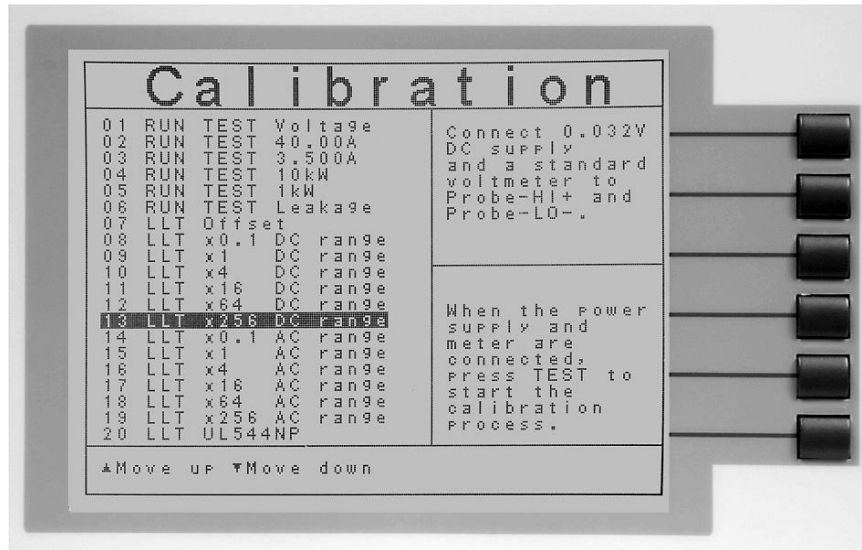 Calibration
01 RUN TEST Voltage
02 RUN TEST 40.00A
03 RUN TEST 3.500A
04 RUN TEST 10kW
05 RUN TEST 1kW
06 RUN TEST Leakage
07 LLT Offset
08 LLT x0.1 DC range
09 LLT x1 DC range
10 LLT x4 DC range
11 LLT x16 DC range
12 LLT x64 DC range
13 LLT x256 DC range
14 LLT x0.1 AC range
15 LLT x1 AC range
16 LLT x4 AC range
17 LLT x16 AC range
18 LLT x64 AC range
19 LLT x256 AC range
20 LLT UL544NP
Connect 0.032V
DC supply
and a standard
voltmeter to
Probe-HI+ and
Probe-LO-.
When the power
supply and
meter are
connected,
press TEST to
start the
calibration
process.
▲Move up ▼Move down